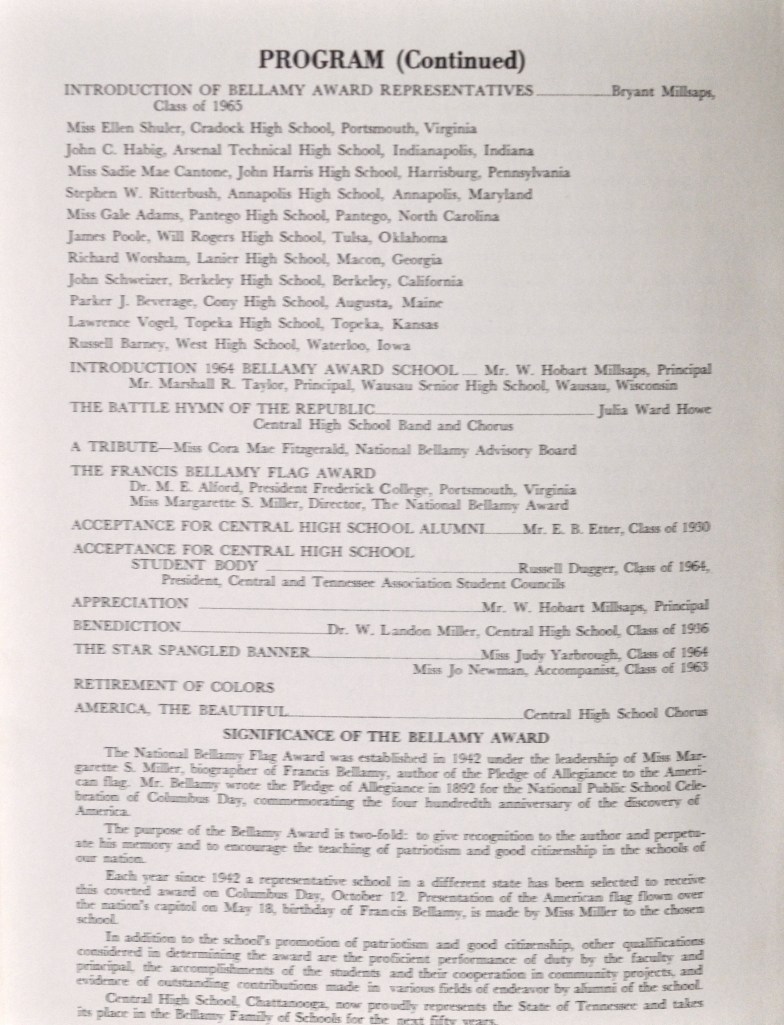 PROGRAM (Continued)
INTRODUCTION OF BELLAMY AWARD REPRESENTATIVES Bryant Millsaps,
Class of 1965
Miss Ellen Shuler, Cradock High School, Portsmouth, Virginia
John C. Habig, Arsenal Technical High School, Indianapolis, Indiana
Miss Sadie Mae Cantone, John Harris High School, Harrisburg, Pennsylvania
Stephen W. Ritterbush, Annapolis High School, Annapolis, Maryland
Miss Gale Adams, Pantego High School, Pantego, North Carolina
James Poole, Will Rogers High School, Tulsa, Oklahoma
Richard Worsham, Lanier High School, Macon, Georgia
John Schweizer, Berkeley High School, Berkeley, California
Parker J. Beverage, Cony High School, Augusta, Maine
Lawrence Vogel, Topeka High School, Topeka, Kansas
Russell Barney, West High School, Waterloo, Iowa
INTRODUCTION 1964 BELLAMY AWARD SCHOOL Mr. W. Hobart Millsaps, Principal
Mr. Marshall R. Taylor, Principal, Wausau Senior High School, Wausau, Wisconsin
THE BATTLE HYMN OF THE REPUBLIC Julia Ward Howe
Central High School Band and Chorus
A TRIBUTE—Miss Cora Mae Fitzgerald, National Bellamy Advisory Board
THE FRANCIS BELLAMY FLAG AWARD
Dr. M. E. Alford, President Frederick College, Portsmouth, Virginia
Miss Margarette S. Miller, Director, The National Bellamy Award
ACCEPTANCE FOR CENTRAL HIGH SCHOOL ALUMNI Mr. E. B. Etter, Class of 1930
ACCEPTANCE FOR CENTRAL HIGH SCHOOL
STUDENT BODY Russell Dugger, Class of 1964,
President, Central and Tennessee Association Student Councils
APPRECIATION Mr. W. Hobart Millsaps, Principal
BENEDICTION Dr. W. Landon Miller, Central High School, Class of 1936
THE STAR SPANGLED BANNER Miss Judy Yarbrough, Class of 1964
Miss Jo Newman, Accompanist, Class of 1963
RETIREMENT OF COLORS
AMERICA, THE BEAUTIFUL Central High School Chorus
SIGNIFICANCE OF THE BELLAMY AWARD
The National Bellamy Flag Award was established in 1942 under the leadership of Miss Mar-
garette S. Miller, biographer of Francis Bellamy, author of the Pledge of Allegiance to the Ameri-
can flag. Mr. Bellamy wrote the Pledge of Allegiance in 1892 for the National Public School Cele-
bration of Columbus Day, commemorating the four hundredth anniversary of the discovery of
America.
The purpose of the Bellamy Award is two-fold: to give recognition to the author and perpetu-
ate his memory and to encourage the teaching of patriotism and good citizenship in the schools of
our nation.
Each year since 1942 a representative school in a different state has been selected to receive
this coveted award on Columbus Day, October 12. Presentation of the American flag flown over
the nation's capitol on May 18, birthday of Francis Bellamy, is made by Miss Miller to the chosen
school.
In addition to the school's promotion of patriotism and good citizenship, other qualifications
considered in determining the award are the proficient performance of duty by the faculty and
principal, the accomplishments of the students and their cooperation in community projects, and
evidence of outstanding contributions made in various fields of endeavor by alumni of the school.
Central High School, Chattanooga, now proudly represents the State of Tennessee and takes
its place in the Bellamy Family of Schools for the next fifty years.